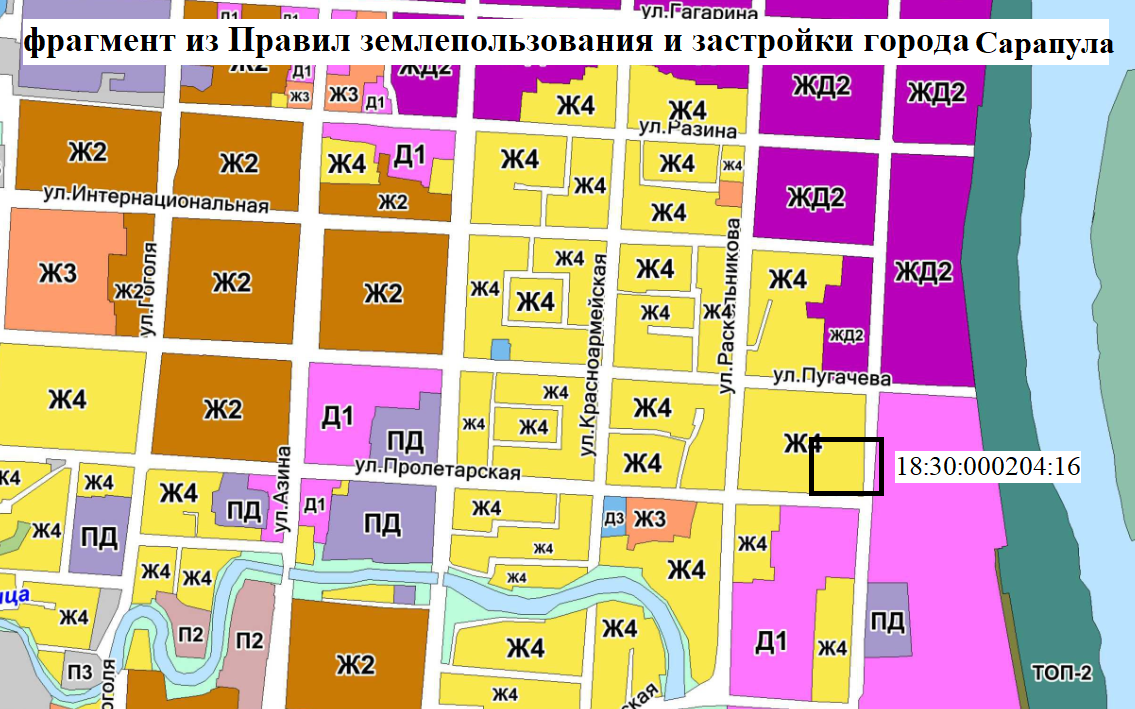 ул.Гагарина
Д1
фрагмент из Правил землепользования и застройки города Сарапула
Ж2 Д1 ЖД2
ЖД2 ЖД2
Ж3 Ж3 Д1 Ж4 Ж4
ул.Разина
Ж2 Ж2 Ж4 Д1 Ж4 Ж4 Ж4
Ж4 ЖД2
ул.Интернациональная Ж2 Ж4
ул.Раскольникова
Ж3 Ж2 Ж2 Ж2
ул.Гоголя
Ж4 Ж4 Ж4 ЖД2
Ж4 Ж4 Ж4 Ж4
ул.Красноармейская
ЖД2
ул.Пугачева
Ж4 Ж2 Д1 Ж4 Ж4
Ж4 Ж4 ПД Ж4
Ж4 18:30:000204:16
ул.Пролетарская
ул.Азина
Ж4 Ж4 Ж4 ПД Д1 ПД Ж4 Д3 Ж3
Ж4 ПД Ж4 Ж4
Ж4 Ж4 Ж4 Ж4
Ж4 П2 П2 Ж4 Ж4 Д1 Ж4 ПД
П3 Ж2 ТОП-2
Ж4